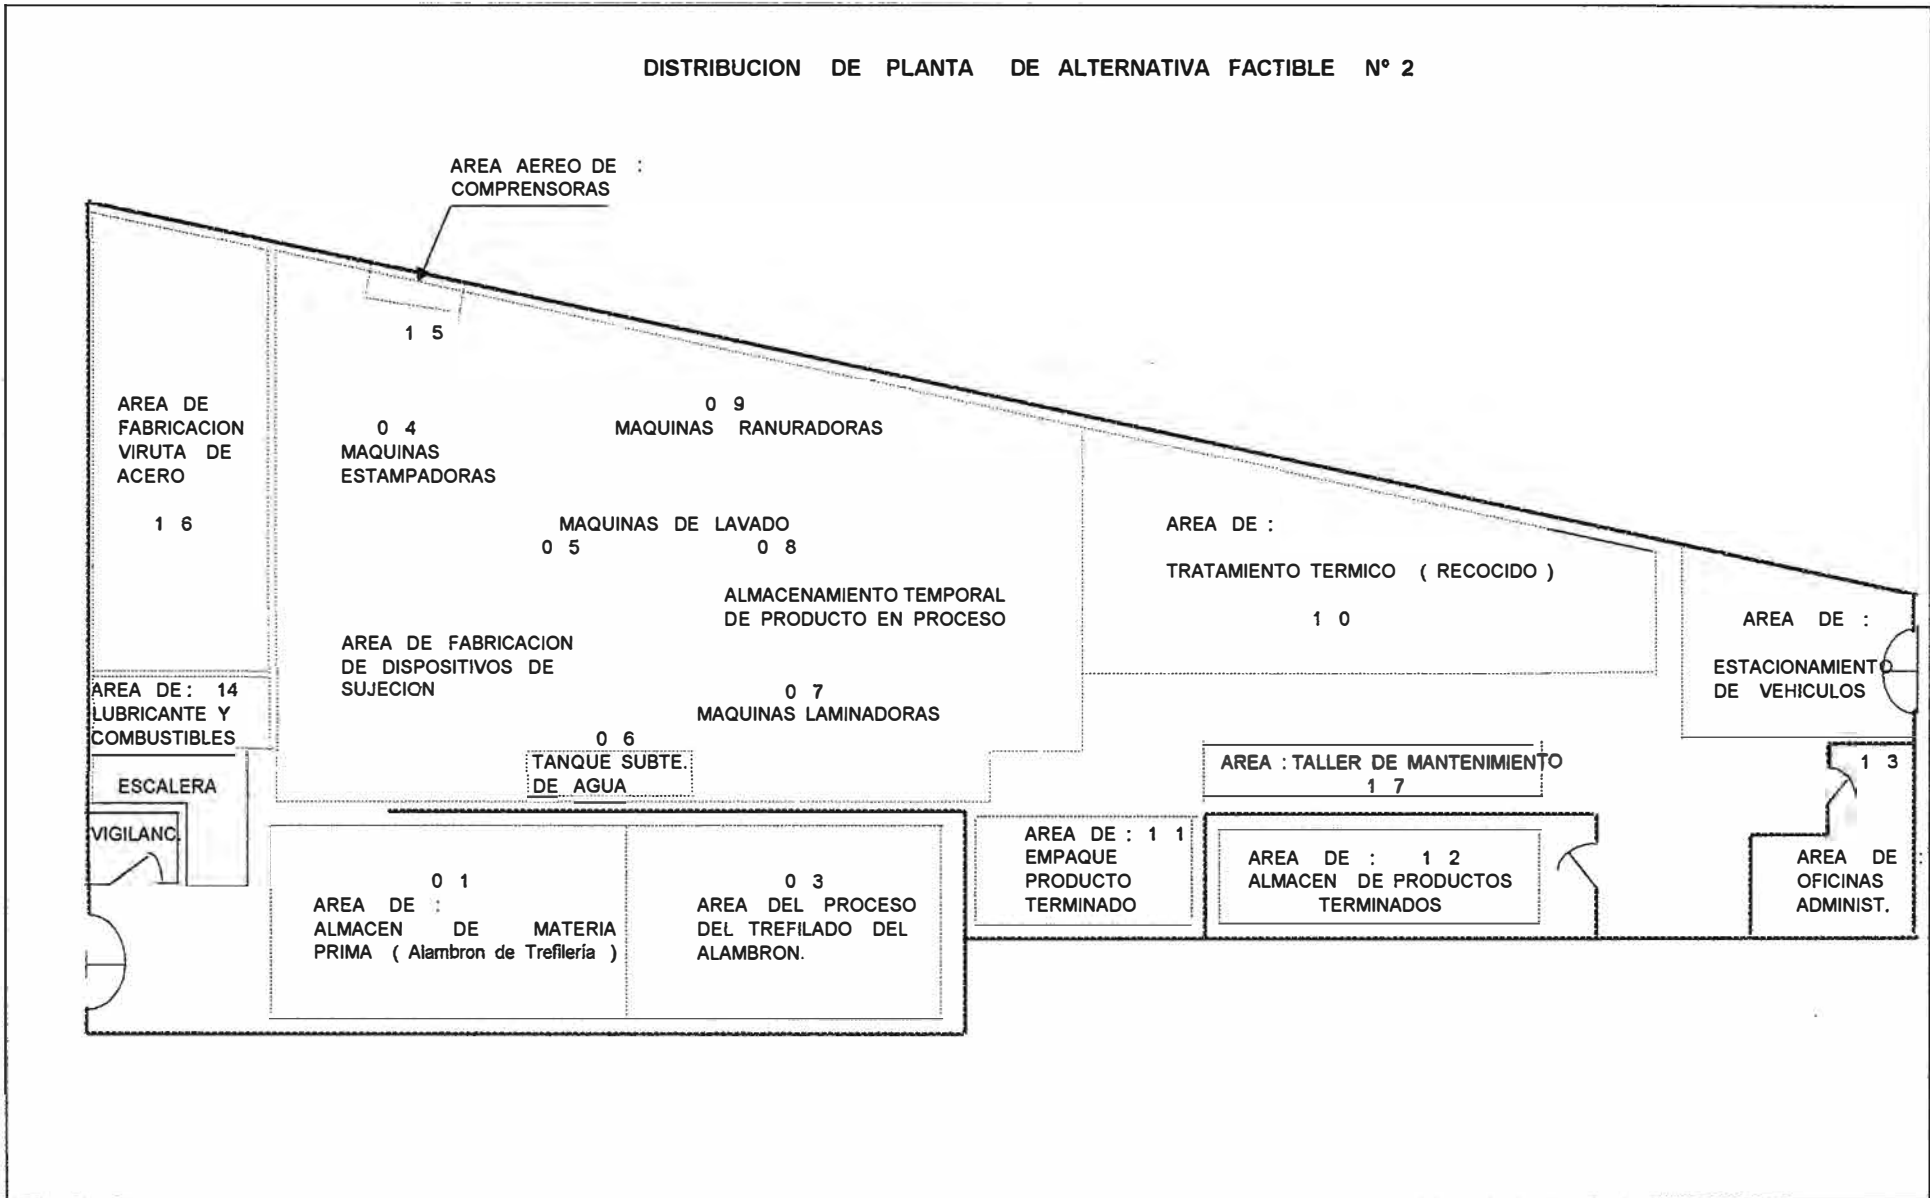 DISTRIBUCION DE PLANTA DE ALTERNATIVA FACTIBLE Nº 2
AREA AEREO DE :
COMPRENSORAS
1 5
AREA DE
FABRICACION
VIRUTA DE
ACERO
1 6
0 4
MAQUINAS
ESTAMPADORAS
0 9
MAQUINAS RANURADORAS
MAQUINAS DE LAVADO
0 5 0 8
ALMACENAMIENTO TEMPORAL
DE PRODUCTO EN PROCESO
AREA DE FABRICACION
DE DISPOSITIVOS DE
SUJECION
0 7
MAQUINAS LAMINADORAS
0 6
TANQUE SUBTE.
DE AGUA
AREA DE :
TRATAMIENTO TERMICO ( RECOCIDO )
1 0
AREA DE :
ESTACIONAMIENTO
DE VEHICULOS
AREA DE : 14
LUBRICANTE Y
COMBUSTIBLES
ESCALERA
VIGILANC.
AREA : TALLER DE MANTENIMIENTO
1 7
1 3
AREA DE :
OFICINAS
ADMINIST.
0 1
AREA DE :
ALMACEN DE MATERIA
PRIMA ( Alambron de Trefilería )
0 3
AREA DEL PROCESO
DEL TREFILADO DEL
ALAMBRON.
AREA DE : 1 1
EMPAQUE
PRODUCTO
TERMINADO
AREA DE : 1 2
ALMACEN DE PRODUCTOS
TERMINADOS